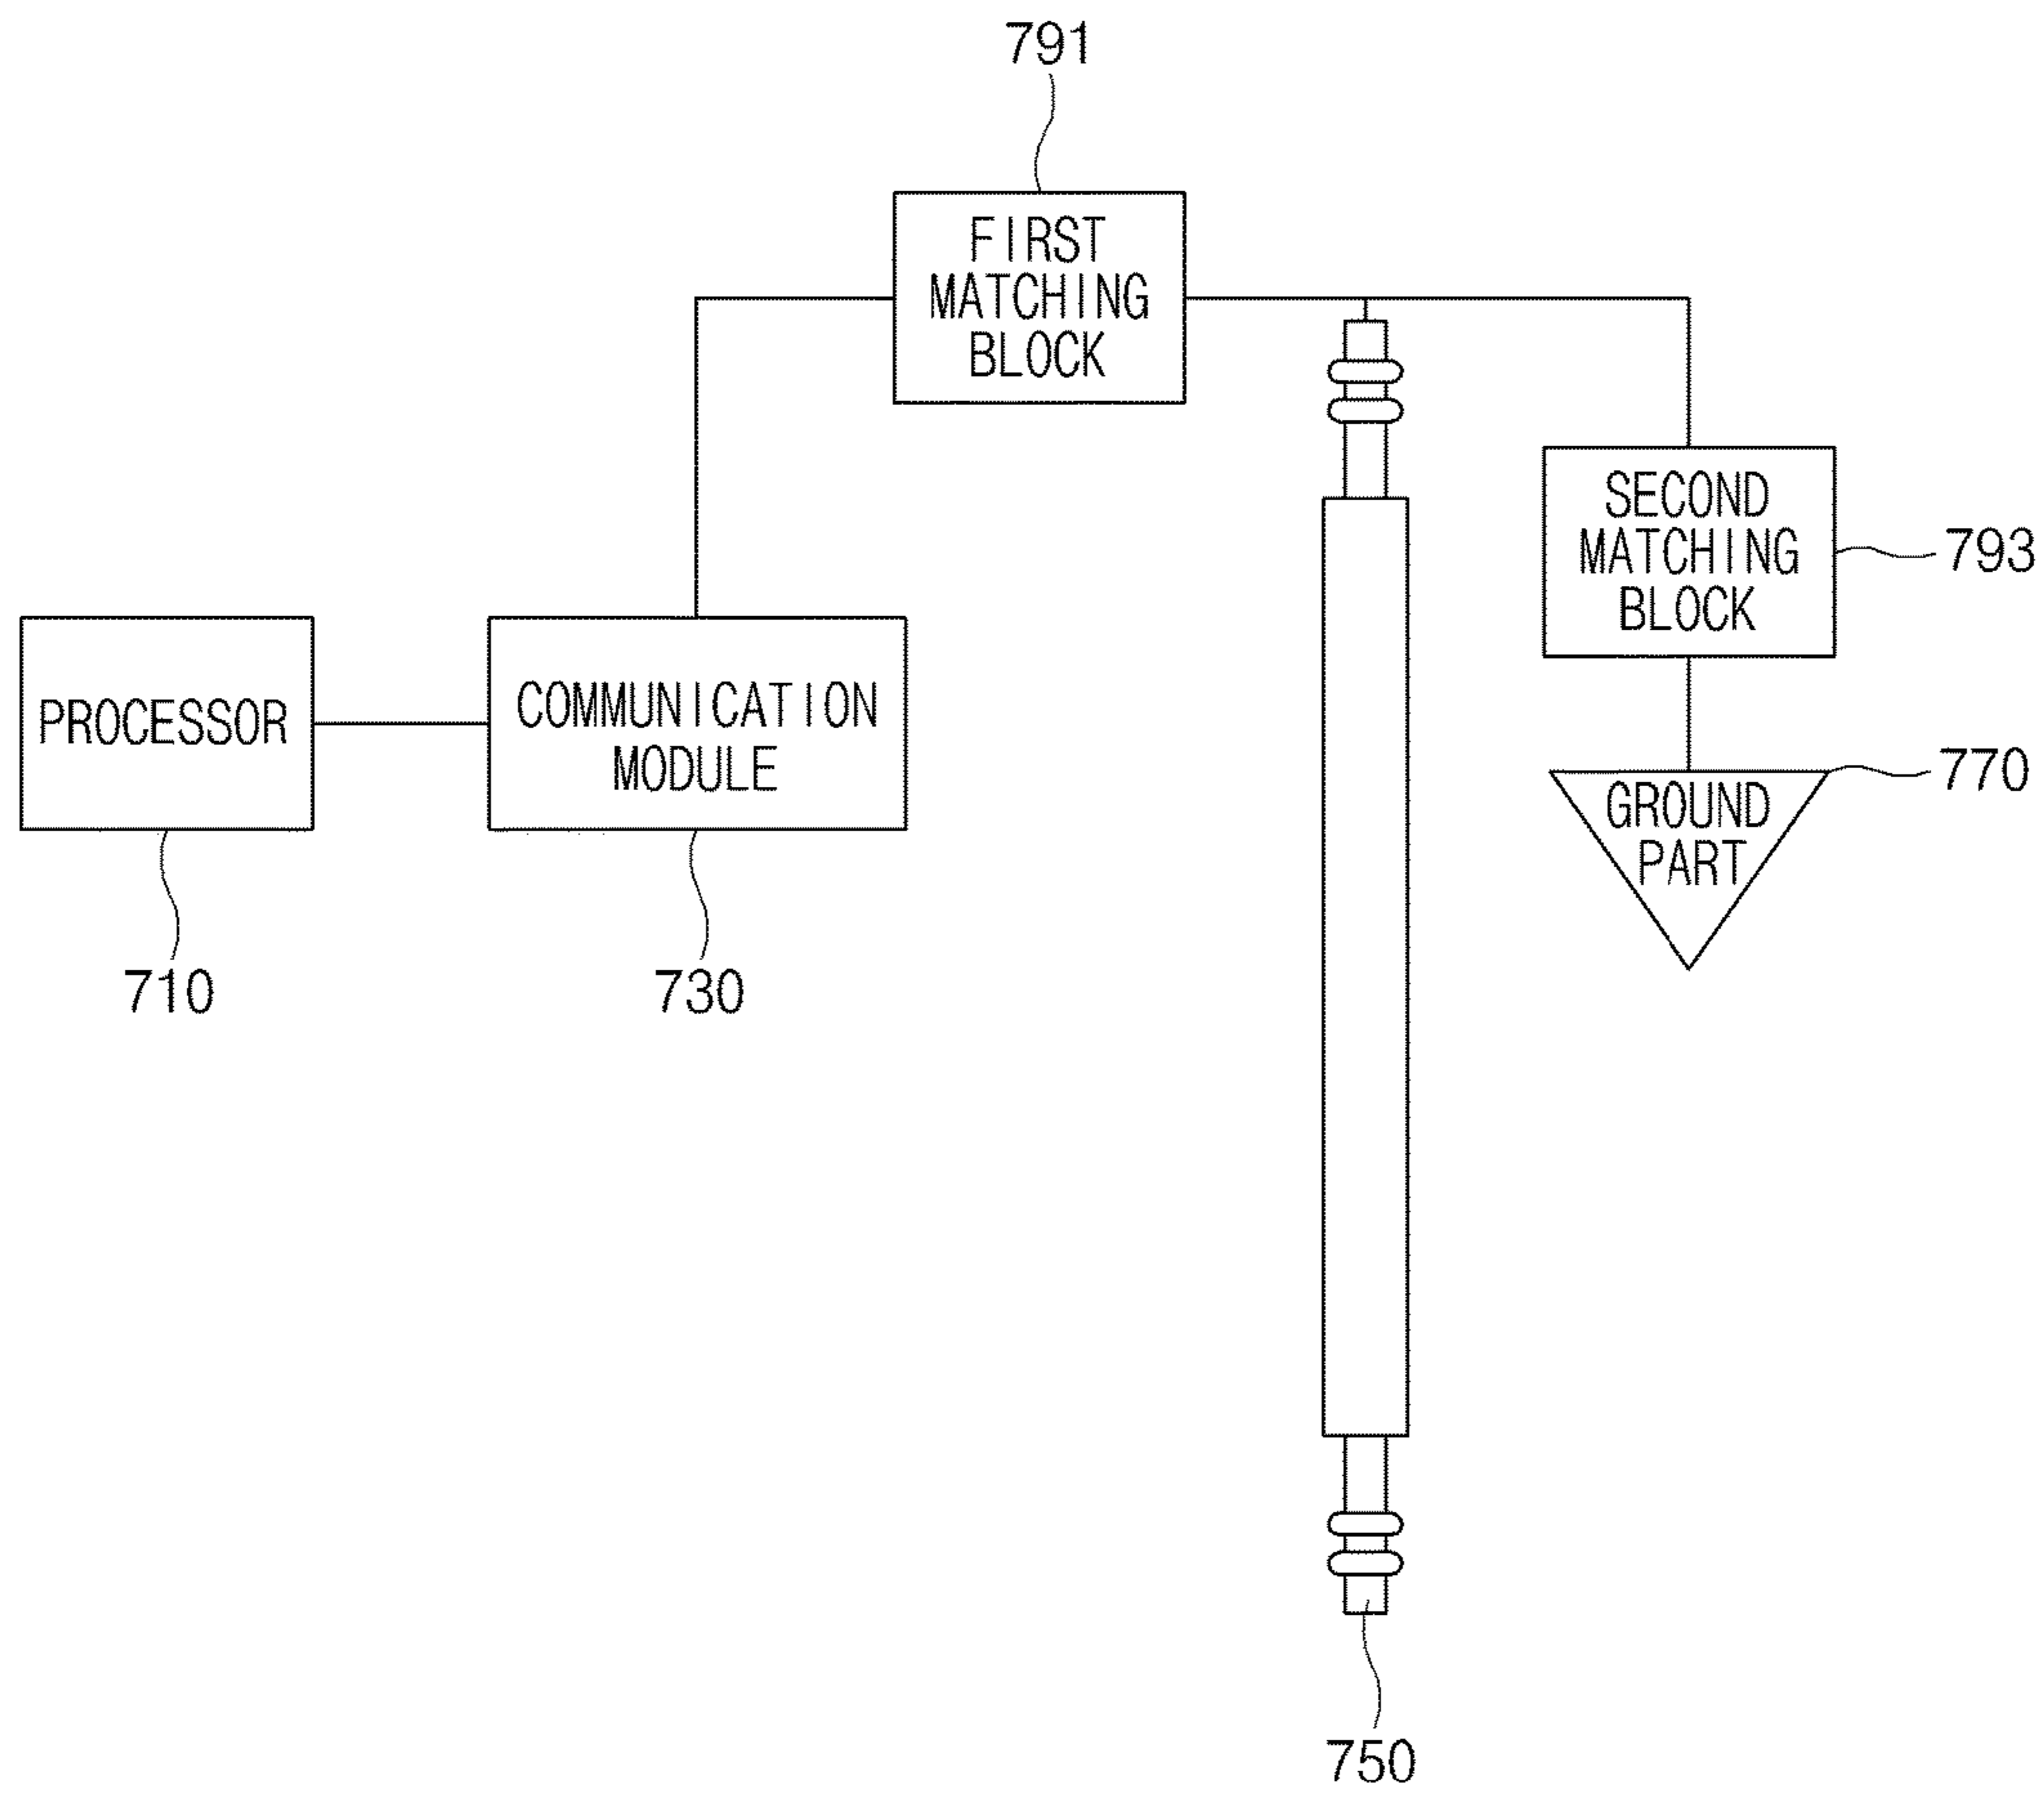 791
FIRST
MATCHING
BLOCK
SECOND
MATCHING
BLOCK
793
PROCESSOR
COMMUNICATION
MODULE
770
GROUND
PART
710
730
750